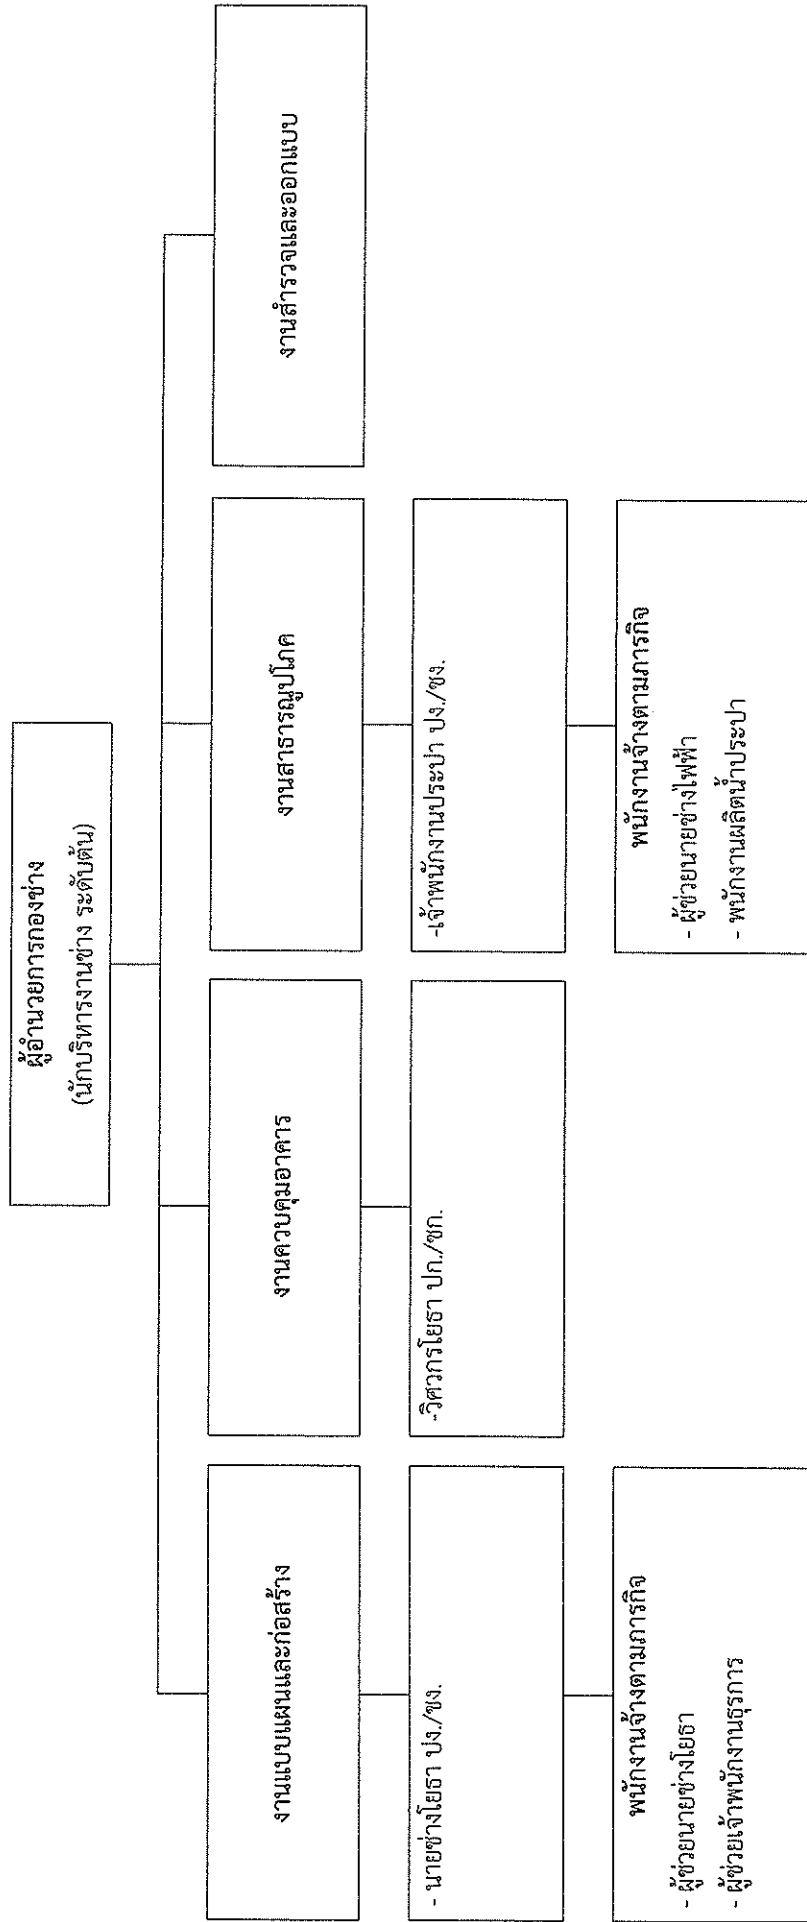 ผู้อำนวยการกองช่าง
(นักบริหารงานช่าง ระดับต้น)
งานแบบแผนและก่อสร้าง
งานควบคุมอาคาร
งานสาธารณูปโภค
งานสำรวจและออกแบบ
- นายช่างโยธา ปง./ชง.
-วิศวกรโยธา ปก./ชก.
-เจ้าพนักงานประปา ปง./ชง.
พนักงานจ้างตามภารกิจ
- ผู้ช่วยนายช่างโยธา
- ผู้ช่วยเจ้าพนักงานธุรการ
พนักงานจ้างตามภารกิจ
- ผู้ช่วยนายช่างไฟฟ้า
- พนักงานผลิตน้ำประปา